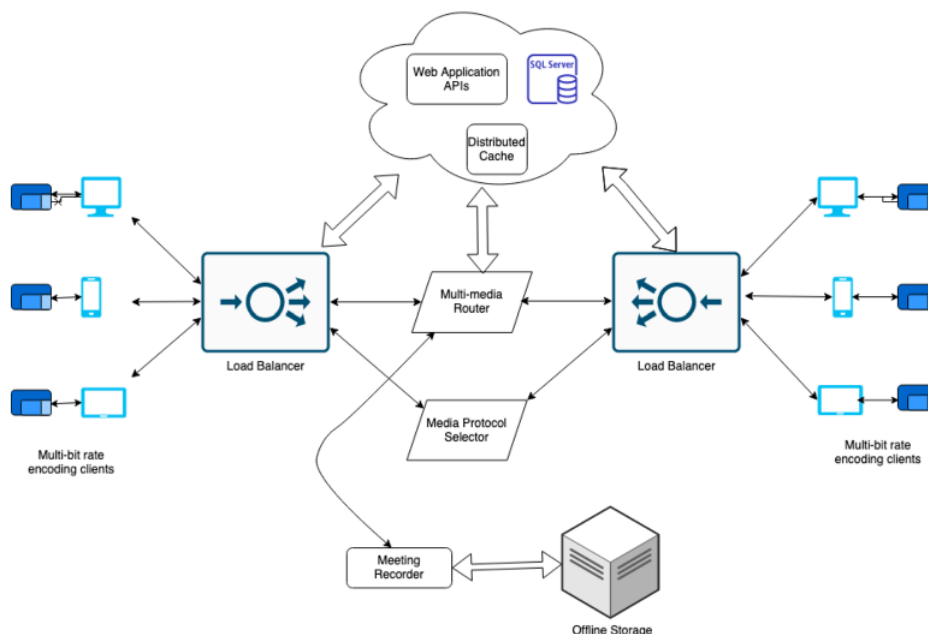 Web Application
APIs
SQL Server
Distributed
Cache
Multi-media
Router
Load Balancer
Load Balancer
Media Protocol
Selector
Multi-bit rate
encoding clients
Multi-bit rate
encoding clients
Meeting
Recorder
Offline Storage